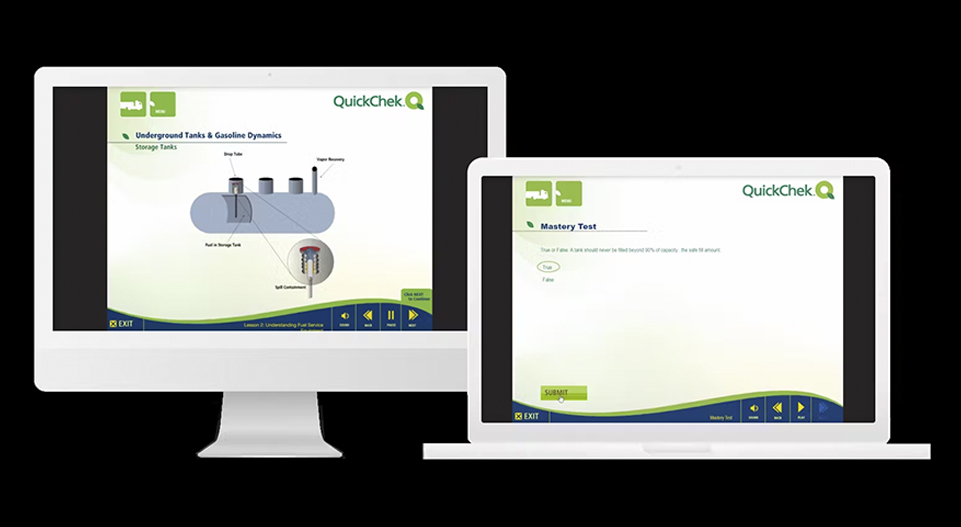 MENU
QuickChek
Underground Tanks & Gasoline Dynamics
Storage Tanks
Drop Tube
Vapor Recovery
Fuel in Storage Tank
Spill Containment
Click NEXT
to Continue
EXIT
Lesson 2: Understanding Fuel Service
SOUND
BACK
PAUSE
NEXT
MENU
QuickChek
Mastery Test
True or False: A tank should never be filled beyond 90% of capacity, the safe fill amount.
True
False
SUBMIT
EXIT
Mastery Test
SOUND
BACK
PLAY